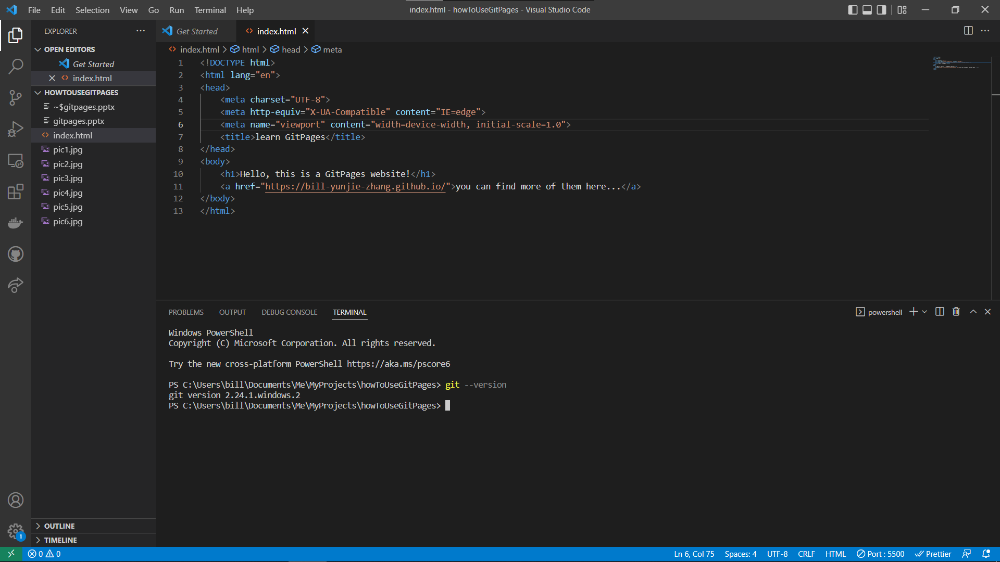 File Edit Selection View Go Run Terminal Help
index.html - howToUseGitPages - Visual Studio Code
EXPLORER
OPEN EDITORS
Get Started
index.html
HOWTOUSEGITPAGES
~$gitpages.pptx
gitpages.pptx
index.html
pic1.jpg
pic2.jpg
pic3.jpg
pic4.jpg
pic5.jpg
pic6.jpg
OUTLINE
TIMELINE
1
Get Started
index.html
index.html > html > head > meta
1 <!DOCTYPE html>
2 <html lang="en">
3 <head>
4 <meta charset="UTF-8">
5 <meta http-equiv="X-UA-Compatible" content="IE=edge">
6 <meta name="viewport" content="width=device-width, initial-scale=1.0">
7 <title>learn GitPages</title>
8 </head>
9 <body>
10 <h1>Hello, this is a GitPages website!</h1>
11 <a href="https://bill-yunjie-zhang.github.io/">you can find more of them here...</a>
12 </body>
13 </html>
PROBLEMS OUTPUT DEBUG CONSOLE TERMINAL
powershell
Windows PowerShell
Copyright (C) Microsoft Corporation. All rights reserved.
Try the new cross-platform PowerShell https://aka.ms/pscore6
PS C:\Users\bill\Documents\Me\MyProjects\howToUseGitPages> git --version
git version 2.24.1.windows.2
PS C:\Users\bill\Documents\Me\MyProjects\howToUseGitPages>
0 0
Ln 6, Col 75 Spaces: 4 UTF-8 CRLF HTML Port : 5500 Prettier